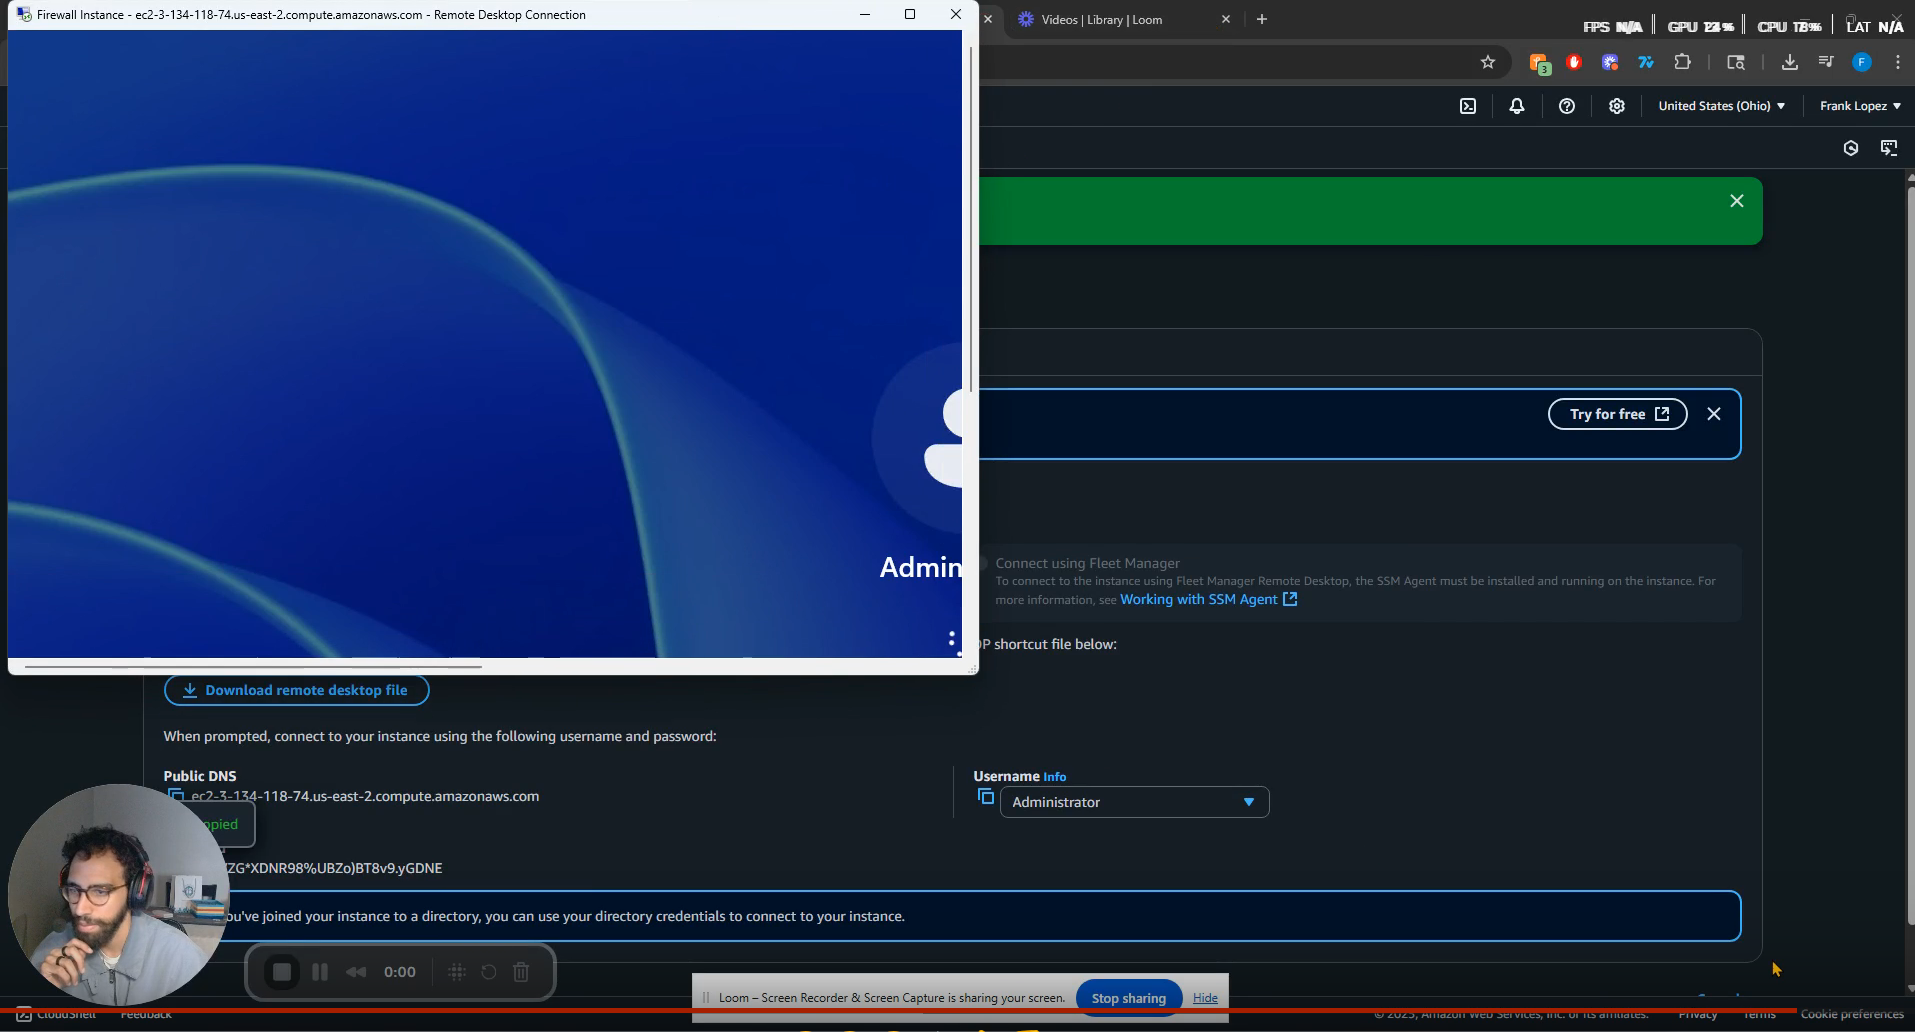 Firewall Instance - ec2-3-134-118-74.us-east-2.compute.amazonaws.com - Remote Desktop Connection
Videos | Library | Loom
FPS N/A GPU CPU LAT N/A
3
F
United States (Ohio)
Frank Lopez
Try for free
Admin
Connect using Fleet Manager
To connect to the instance using Fleet Manager Remote Desktop, the SSM Agent must be installed and running on the instance. For
more information, see Working with SSM Agent
DP shortcut file below:
Download remote desktop file
When prompted, connect to your instance using the following username and password:
Public DNS
ec2-3-134-118-74.us-east-2.compute.amazonaws.com
Username Info
Administrator
opied
ZG*XDNR98%UBZo)BT8v9.yGDNE
ou've joined your instance to a directory, you can use your directory credentials to connect to your instance.
0:00
Loom – Screen Recorder & Screen Capture is sharing your screen.
Stop sharing
Hide
CloudShell
Feedback
© 2025, Amazon Web Services, Inc. or its affiliates.
Privacy
Terms
Cookie preferences